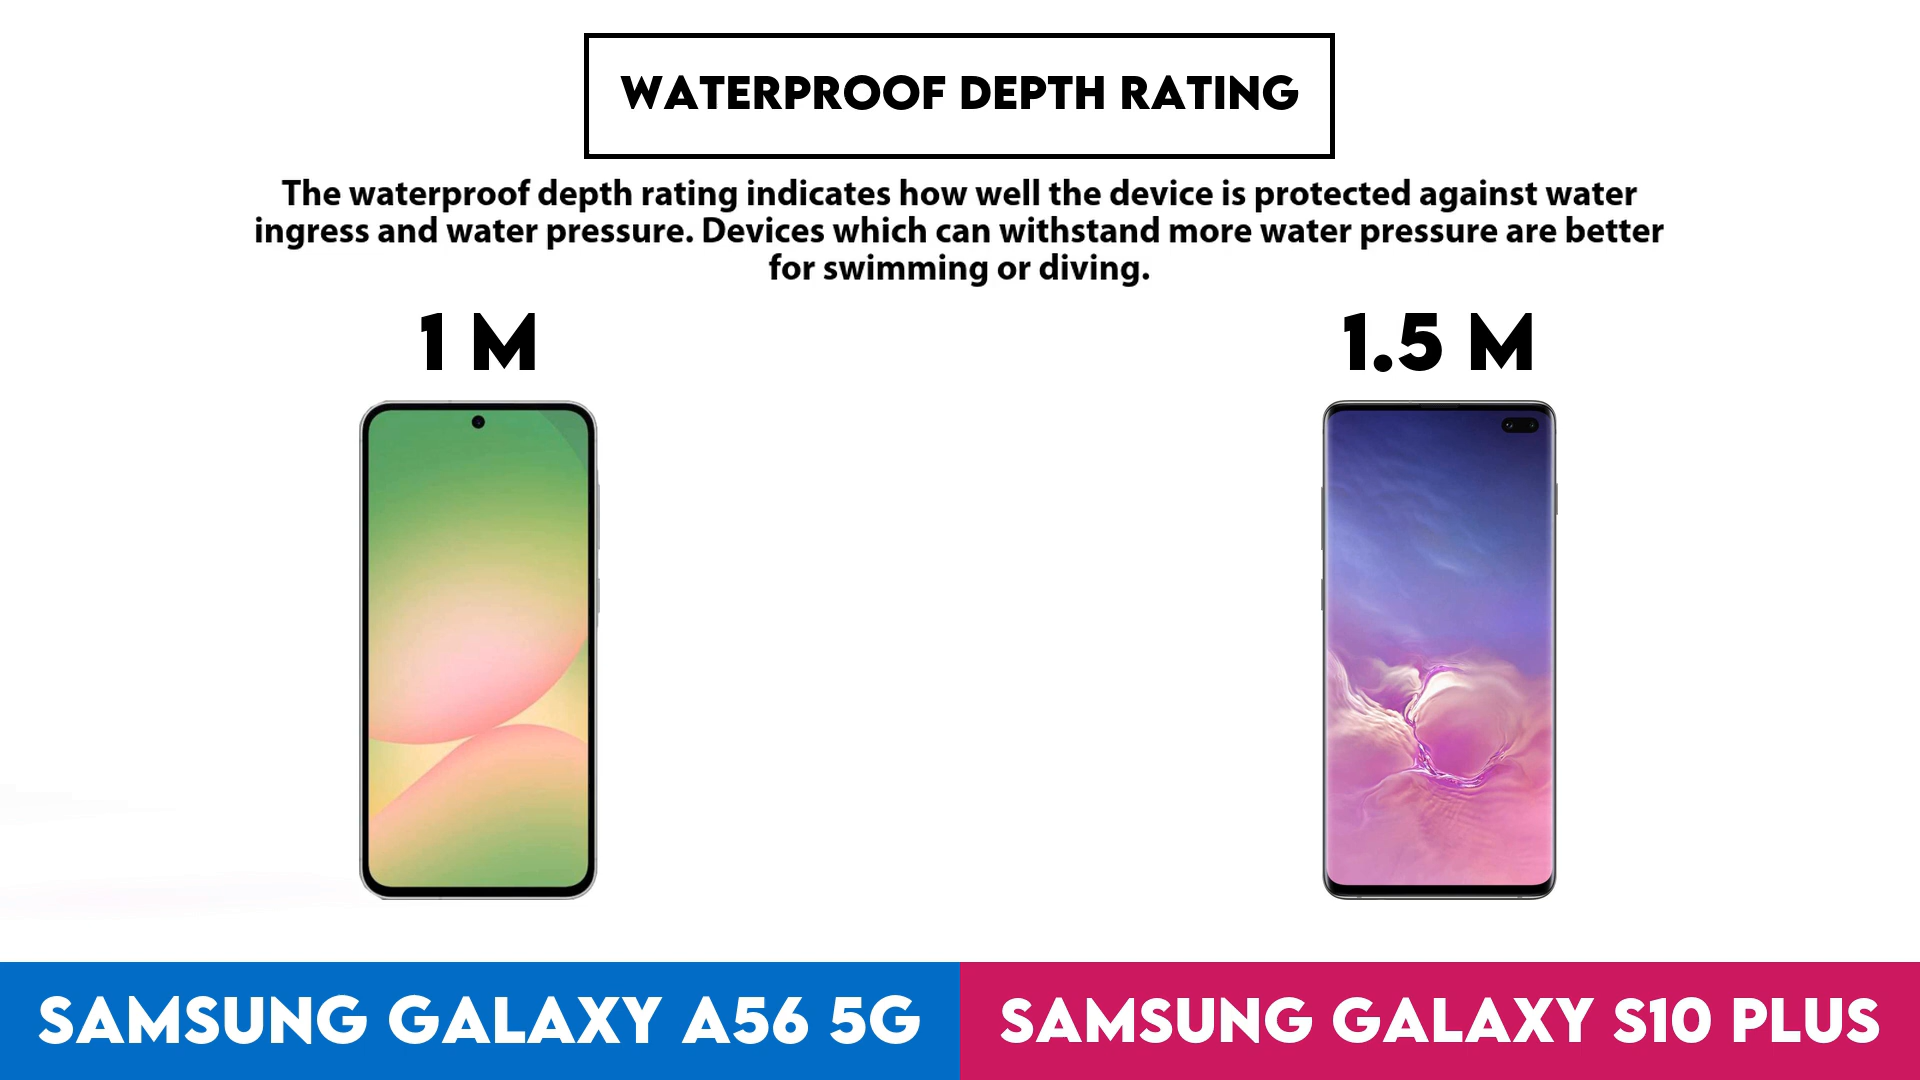 WATERPROOF DEPTH RATING
The waterproof depth rating indicates how well the device is protected against water
ingress and water pressure. Devices which can withstand more water pressure are better
for swimming or diving.
1 M
1.5 M
SAMSUNG GALAXY A56 5G
SAMSUNG GALAXY S10 PLUS